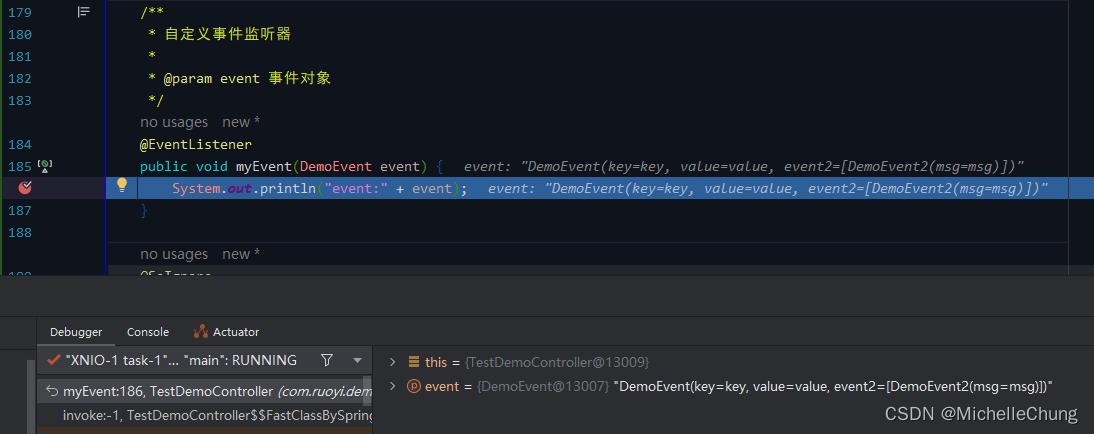 179 /**
180 * 自定义事件监听器
181 *
182 * @param event 事件对象
183 */
no usages new *
184 @EventListener
185 public void myEvent(DemoEvent event) { event: "DemoEvent(key=key, value=value, event2=[DemoEvent2(msg=msg)])"
System.out.println("event:" + event); event: "DemoEvent(key=key, value=value, event2=[DemoEvent2(msg=msg)])"
187 }
188
no usages new *
Debugger Console Actuator
"XNIO-1 task-1"... "main": RUNNING
this = {TestDemoController@13009}
myEvent:186, TestDemoController (com.ruoyi.dem
event = {DemoEvent@13007} "DemoEvent(key=key, value=value, event2=[DemoEvent2(msg=msg)])"
invoke:-1, TestDemoController$$FastClassBySpring
CSDN @MichelleChung